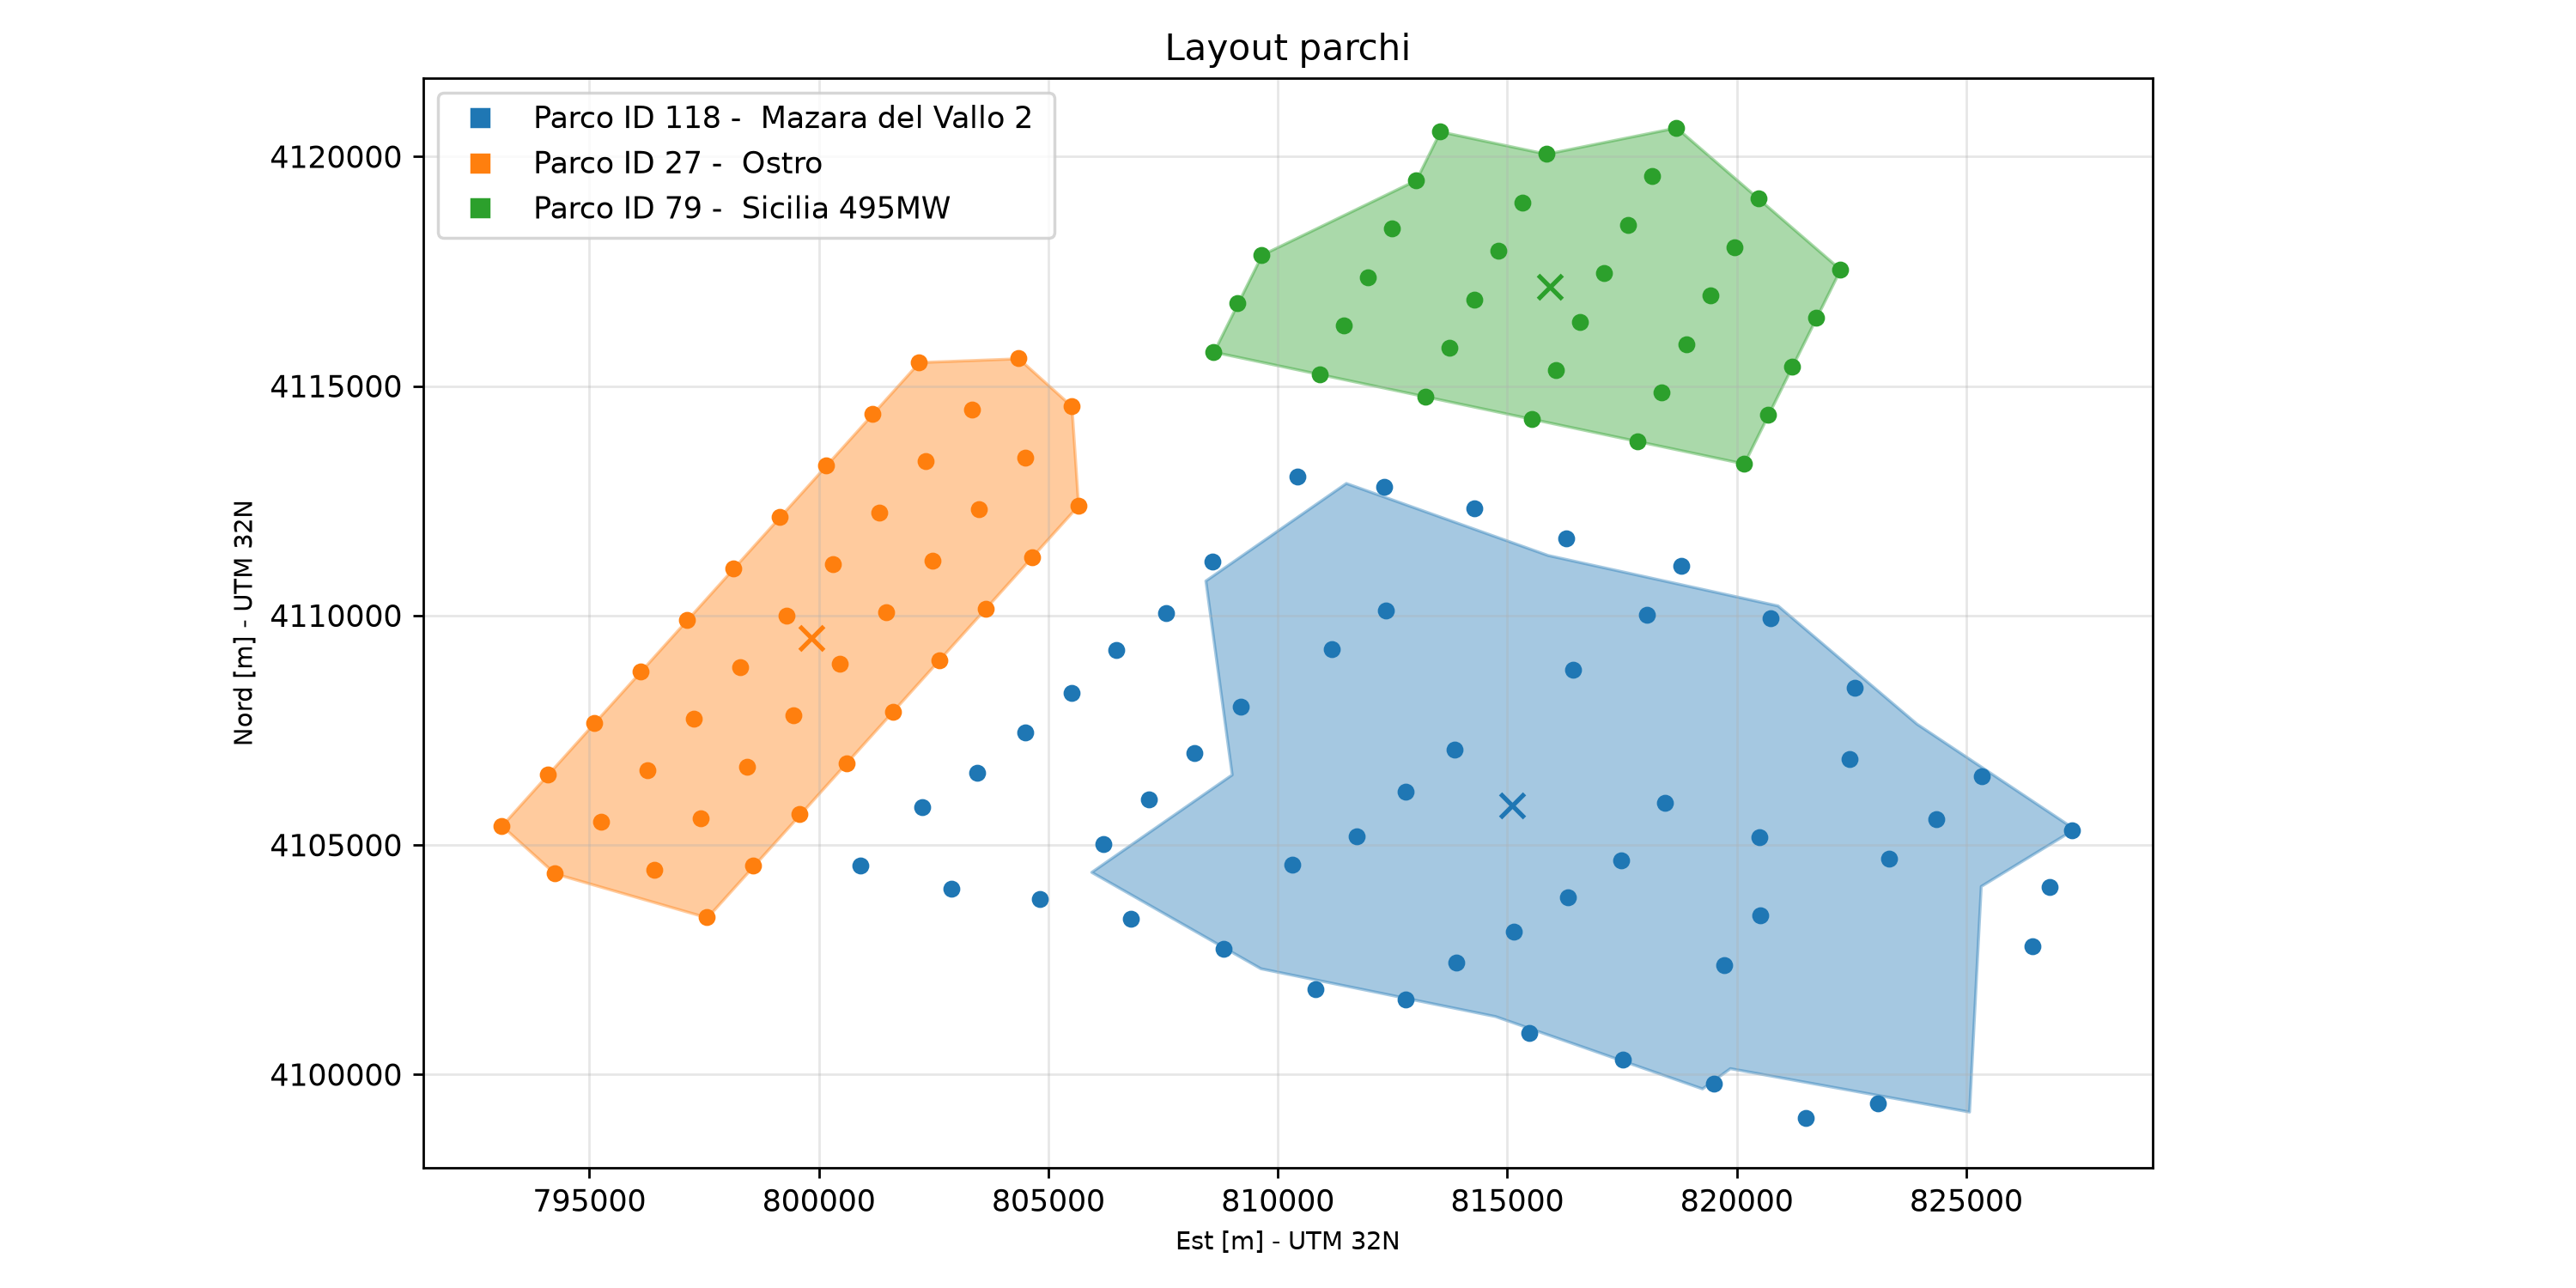 Layout parchi
Parco ID 118 -  Mazara del Vallo 2
Parco ID 27 -  Ostro
Parco ID 79 -  Sicilia 495MW
4120000
4115000
4110000
4105000
4100000
Nord [m] - UTM 32N
795000 800000 805000 810000 815000 820000 825000
Est [m] - UTM 32N